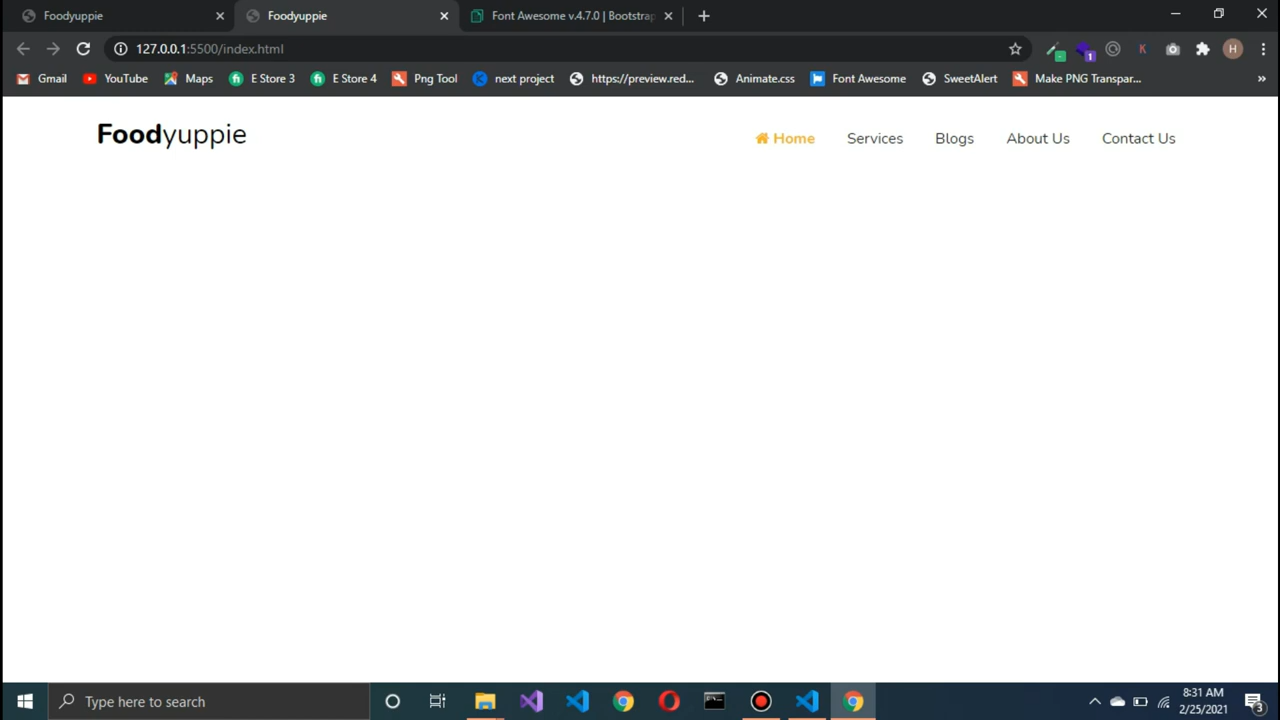 Foodyuppie
Foodyuppie
Font Awesome v.4.7.0 | Bootstrap
127.0.0.1:5500/index.html
K
1
H
Gmail
YouTube
Maps
E Store 3
E Store 4
Png Tool
next project
https://preview.red...
Animate.css
Font Awesome
SweetAlert
Make PNG Transpar...
»
Foodyuppie
Home
Services
Blogs
About Us
Contact Us
Type here to search
8:31 AM
2/25/2021
3